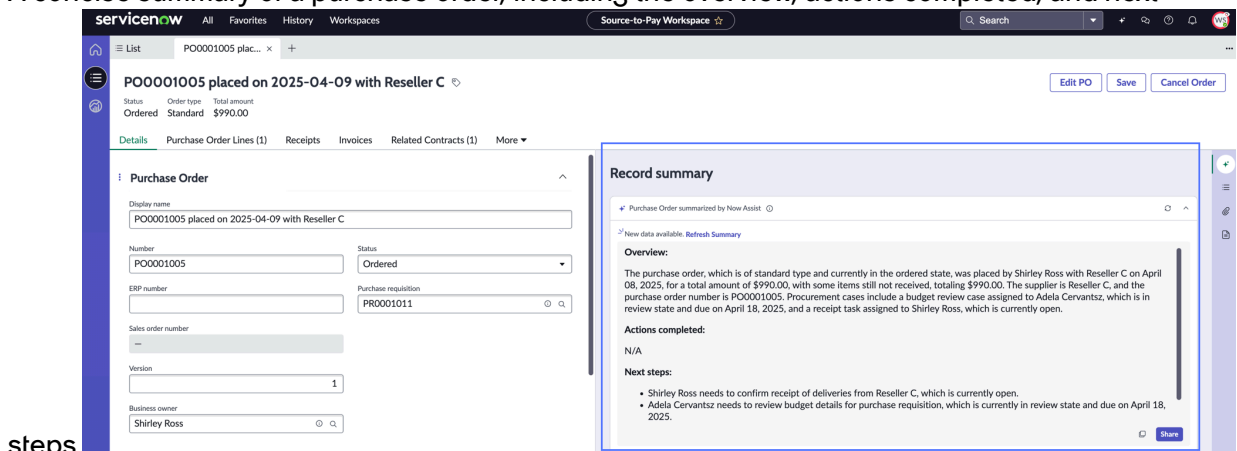 A concise summary of a purchase order, including the overview, actions completed, and next
servicenow All Favorites History Workspaces Source-to-Pay Workspace ☆ Search
List PO0001005 plac... × +
PO0001005 placed on 2025-04-09 with Reseller C Edit PO Save Cancel Order
Status Order type Total amount
Ordered Standard $990.00
Details Purchase Order Lines (1) Receipts Invoices Related Contracts (1) More
Purchase Order
Display name
PO0001005 placed on 2025-04-09 with Reseller C
Number Status
PO0001005 Ordered
ERP number Purchase requisition
PR0001011
Sales order number
—
Version
1
Business owner
Shirley Ross
Record summary
Purchase Order summarized by Now Assist
New data available. Refresh Summary
Overview:
The purchase order, which is of standard type and currently in the ordered state, was placed by Shirley Ross with Reseller C on April
08, 2025, for a total amount of $990.00, with some items still not received, totaling $990.00. The supplier is Reseller C, and the
purchase order number is PO0001005. Procurement cases include a budget review case assigned to Adela Cervantsz, which is in
review state and due on April 18, 2025, and a receipt task assigned to Shirley Ross, which is currently open.
Actions completed:
N/A
Next steps:
• Shirley Ross needs to confirm receipt of deliveries from Reseller C, which is currently open.
• Adela Cervantsz needs to review budget details for purchase requisition, which is currently in review state and due on April 18,
2025.
Share
steps